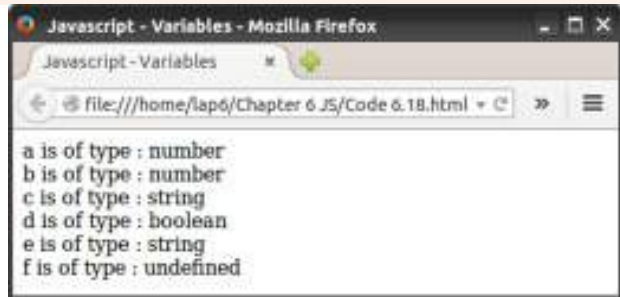 Javascript - Variables - Mozilla Firefox
Javascript - Variables
file:///home/lap6/Chapter 6 JS/Code 6.18.html
a is of type : number
b is of type : number
c is of type : string
d is of type : boolean
e is of type : string
f is of type : undefined